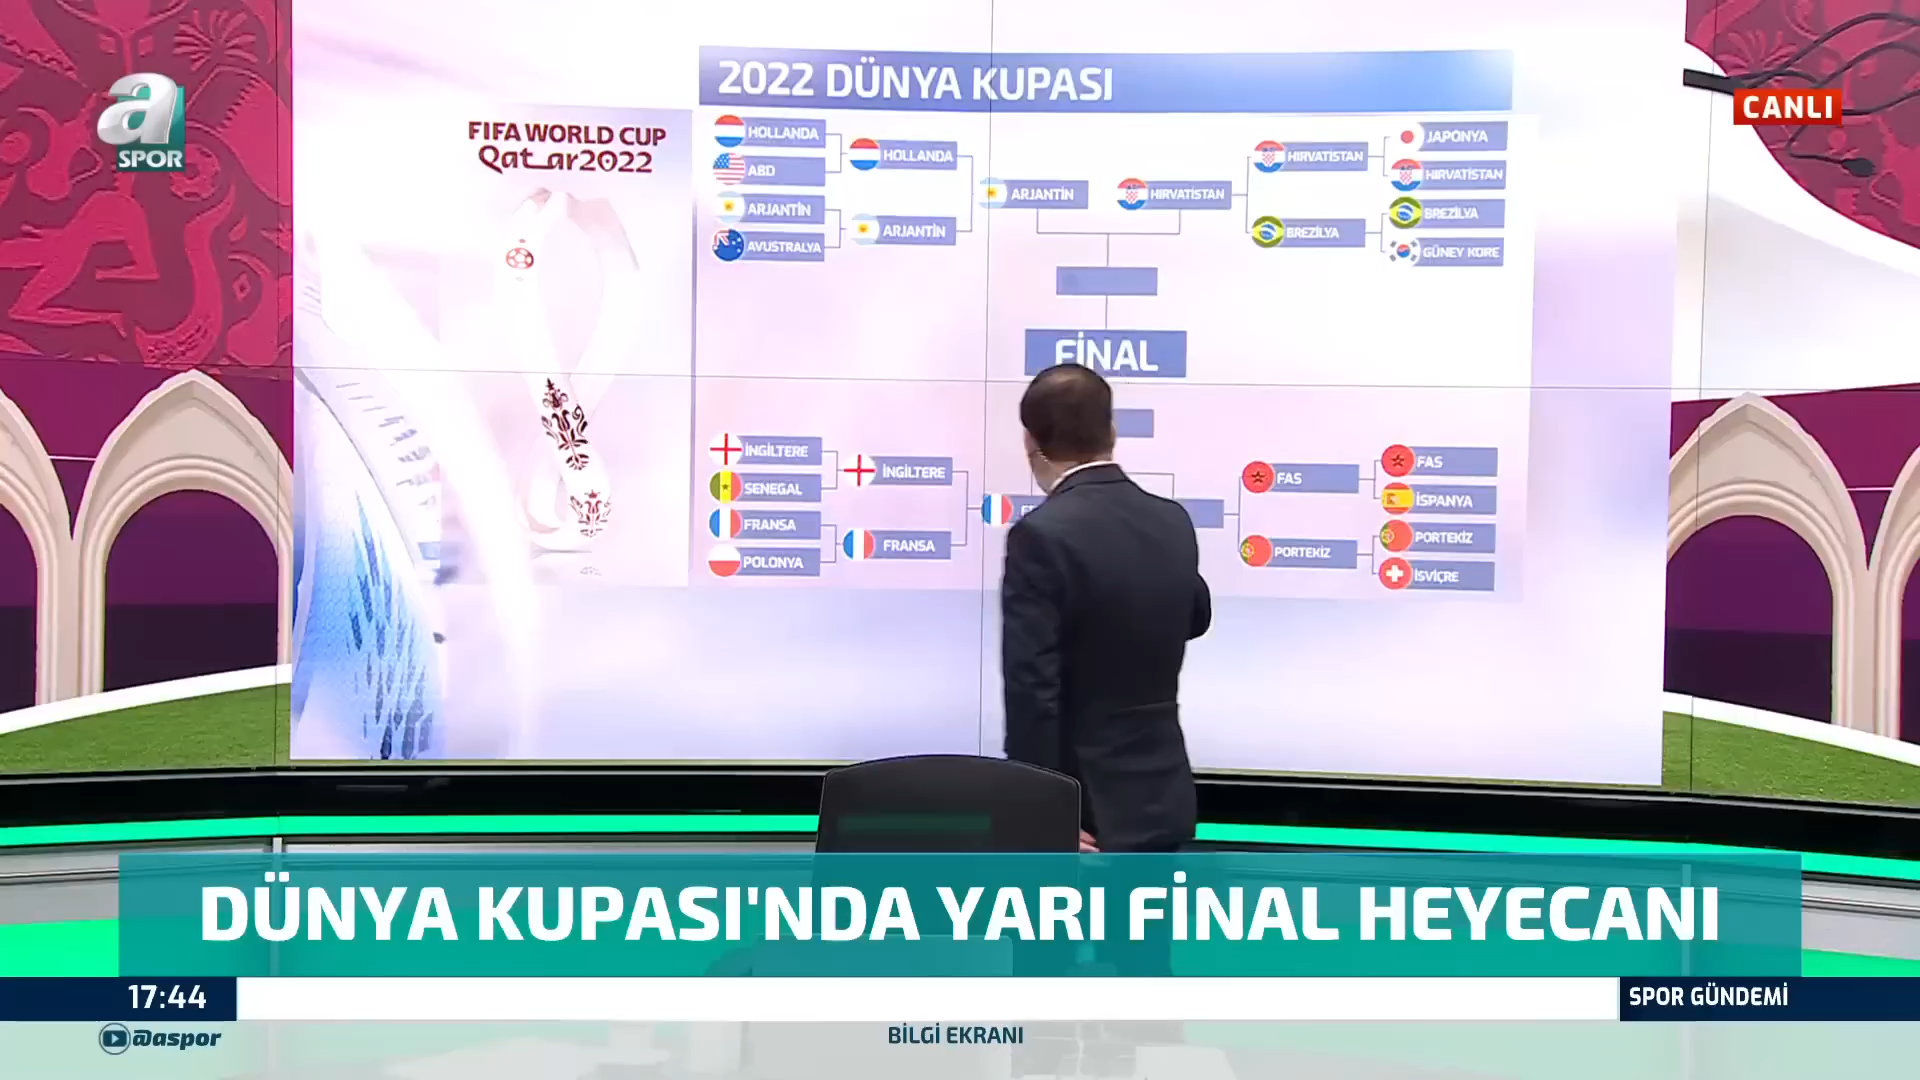 a
SPOR
CANLI
2022 DÜNYA KUPASI
FIFA WORLD CUP
Qatar2022
HOLLANDA
ABD
ARJANTİN
AVUSTRALYA
HOLLANDA
ARJANTİN
ARJANTİN
HIRVATİSTAN
HIRVATİSTAN
BREZİLYA
JAPONYA
HIRVATİSTAN
BREZİLYA
GÜNEY KORE
FİNAL
İNGİLTERE
SENEGAL
FRANSA
POLONYA
İNGİLTERE
FRANSA
FAS
PORTEKİZ
FAS
İSPANYA
PORTEKİZ
İSVİÇRE
DÜNYA KUPASI'NDA YARI FİNAL HEYECANI
17:44
SPOR GÜNDEMİ
@aspor
BİLGİ EKRANI